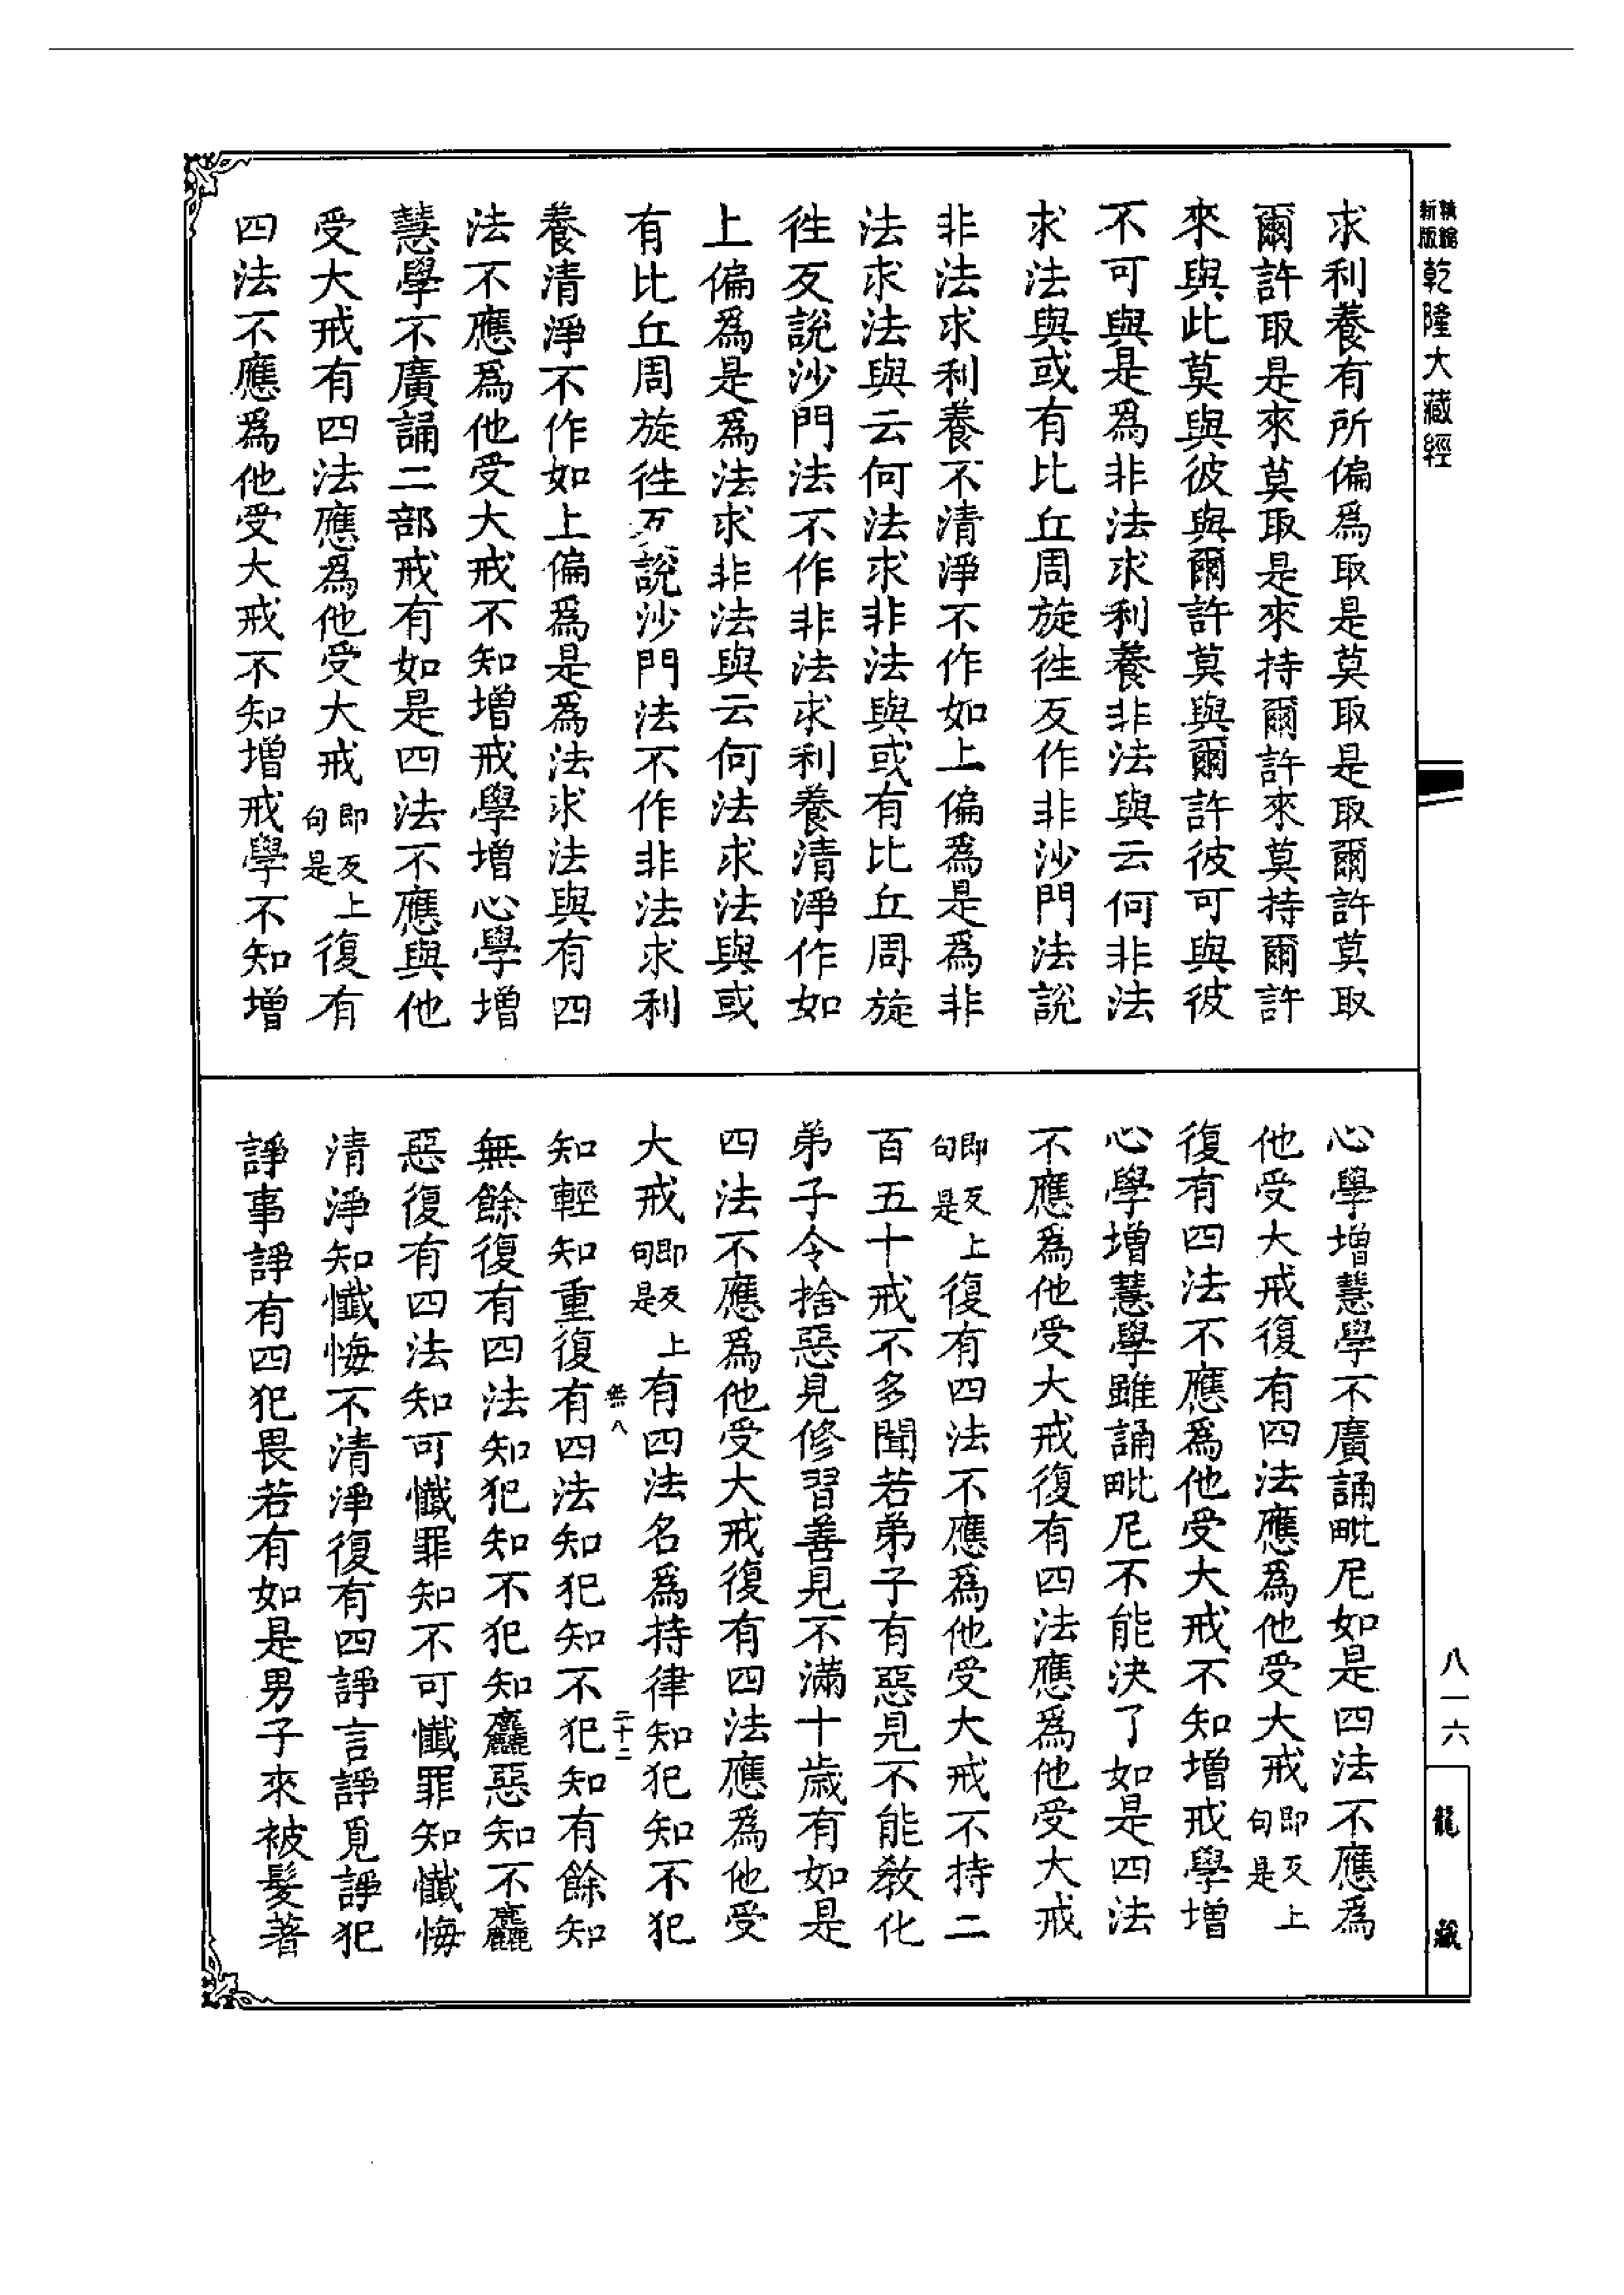 新版精縮
乾隆大藏經
求利養有所偏爲取是莫取是取爾許莫取
爾許取是來莫取是來持爾許來莫持爾許
來與此莫與彼與爾許莫與爾許彼可與彼
不可與是爲非法求利養非法與云何非法
求法與或有比丘周旋徃反作非沙門法說
非法求利養不清淨不作如上偏爲是爲非
法求法與云何法求非法與或有比丘周旋
徃反說沙門法不作非法求利養清淨作如
上偏爲是爲法求非法與云何法求法與或
有比丘周旋徃反說沙門法不作非法求利
養清淨不作如上偏爲是爲法求法與有四
法不應爲他受大戒不知增戒學增心學增
慧學不廣誦二部戒有如是四法不應與他
受大戒有四法應爲他受大戒即反上句是復有
四法不應爲他受大戒不知增戒學不知增
心學增慧學不廣誦毗尼如是四法不應爲
他受大戒復有四法應爲他受大戒即反上句是
復有四法不應爲他受大戒不知增戒學增
心學增慧學雖誦毗尼不能決了如是四法
不應爲他受大戒復有四法應爲他受大戒
即反上句是復有四法不應爲他受大戒不持二
百五十戒不多聞若弟子有惡見不能教化
弟子令捨惡見修習善見不滿十歲有如是
四法不應爲他受大戒復有四法應爲他受
大戒即反上句是有四法名爲持律知犯知不犯
無八 二十二
知輕知重復有四法知犯知不犯知有餘知
無餘復有四法知犯知不犯知麤惡知不麤
惡復有四法知可懺罪知不可懺罪知懺悔
清淨知懺悔不清淨復有四諍言諍覓諍犯
諍事諍有四犯畏若有如是男子來被髮著
八一六
龍藏